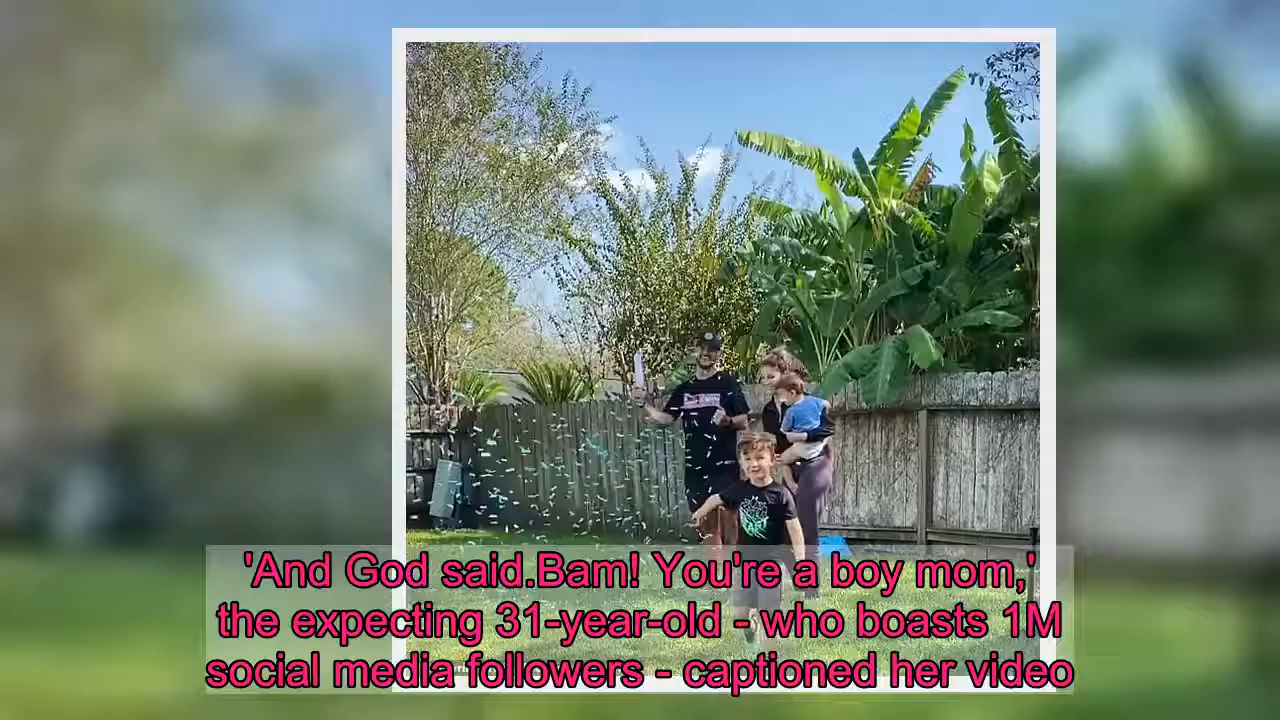 'And God said.Bam! You're a boy mom,'
the expecting 31-year-old - who boasts 1M
social media followers - captioned her video